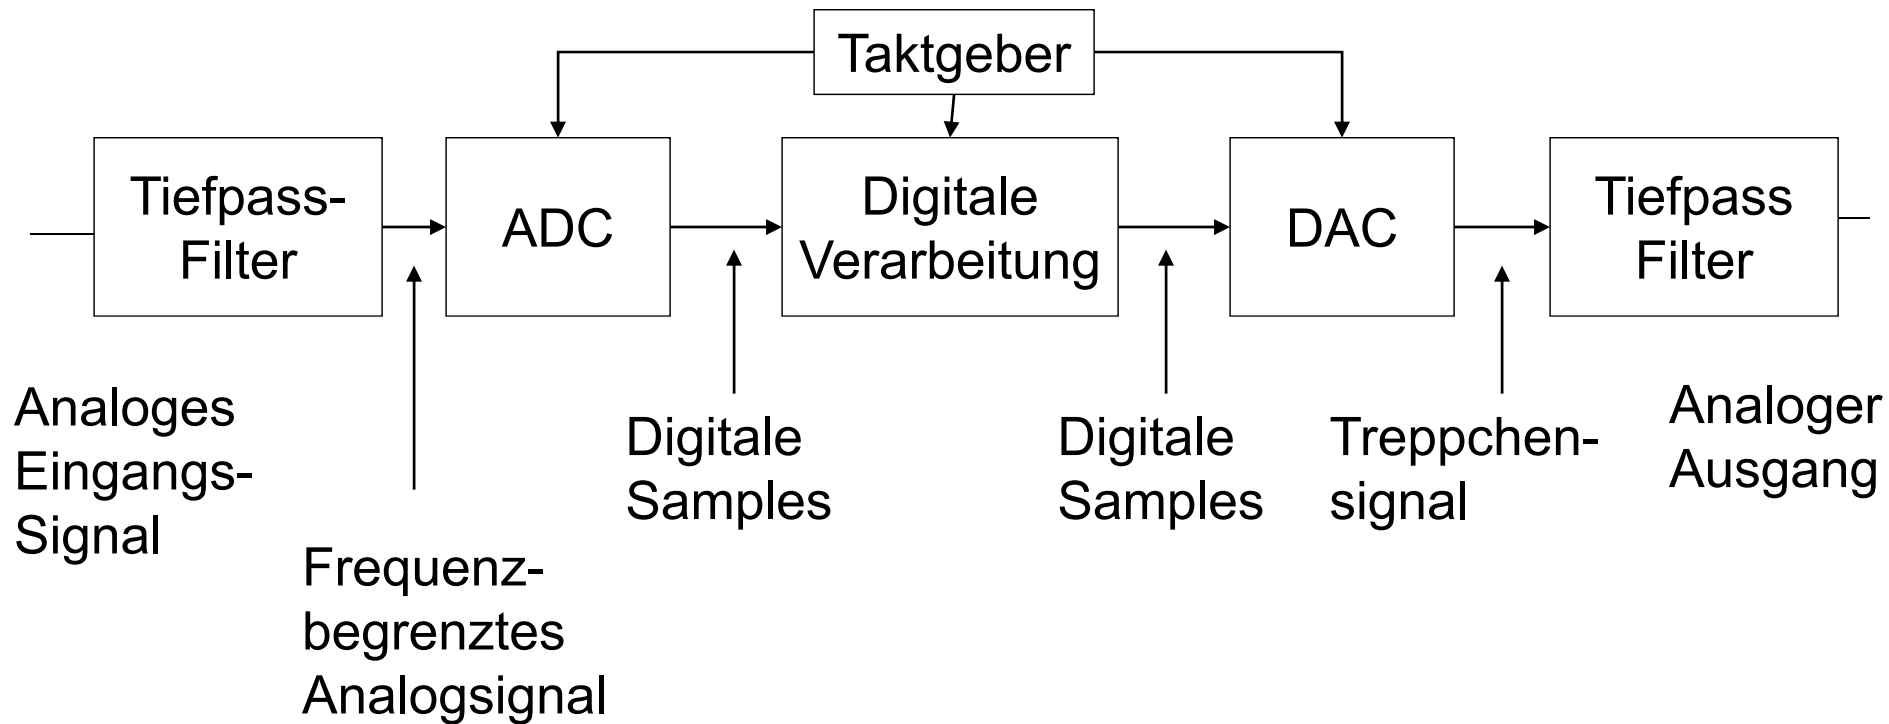 Taktgeber
Tiefpass-
Filter
ADC
Digitale
Verarbeitung
DAC
Tiefpass
Filter
Analoges
Eingangs-
Signal
Frequenz-
begrenztes
Analogsignal
Digitale
Samples
Digitale
Samples
Treppchen-
signal
Analoger
Ausgang